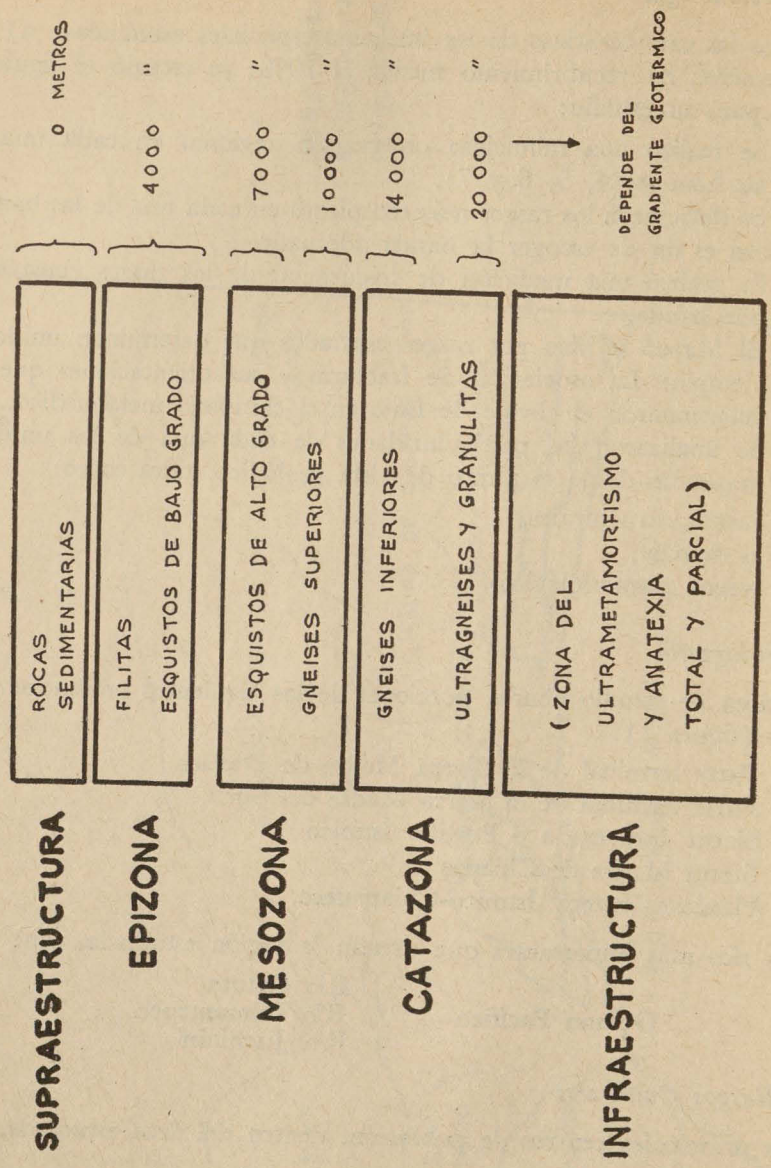 SUPRAESTRUCTURA
ROCAS
SEDIMENTARIAS
0 METROS
EPIZONA
FILITAS
ESQUISTOS DE BAJO GRADO
4000 "
MESOZONA
ESQUISTOS DE ALTO GRADO
7000 "
GNEISES SUPERIORES
10000 "
CATAZONA
GNEISES INFERIORES
14 000 "
ULTRAGNEISES Y GRANULITAS
20 000 "
INFRAESTRUCTURA
(ZONA DEL
ULTRAMETAMORFISMO
Y ANATEXIA
TOTAL Y PARCIAL)
DEPENDE DEL
GRADIENTE GEOTERMICO